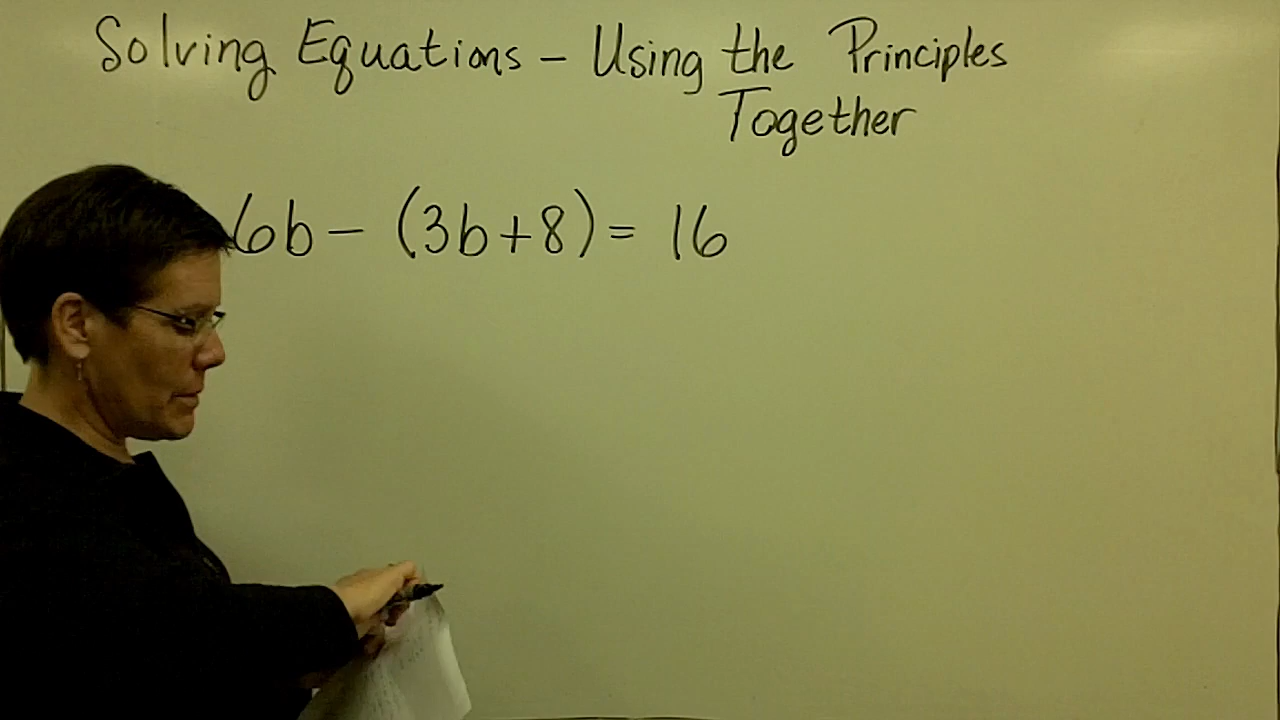 Solving Equations – Using the Principles
Together
6b – (3b+8) = 16